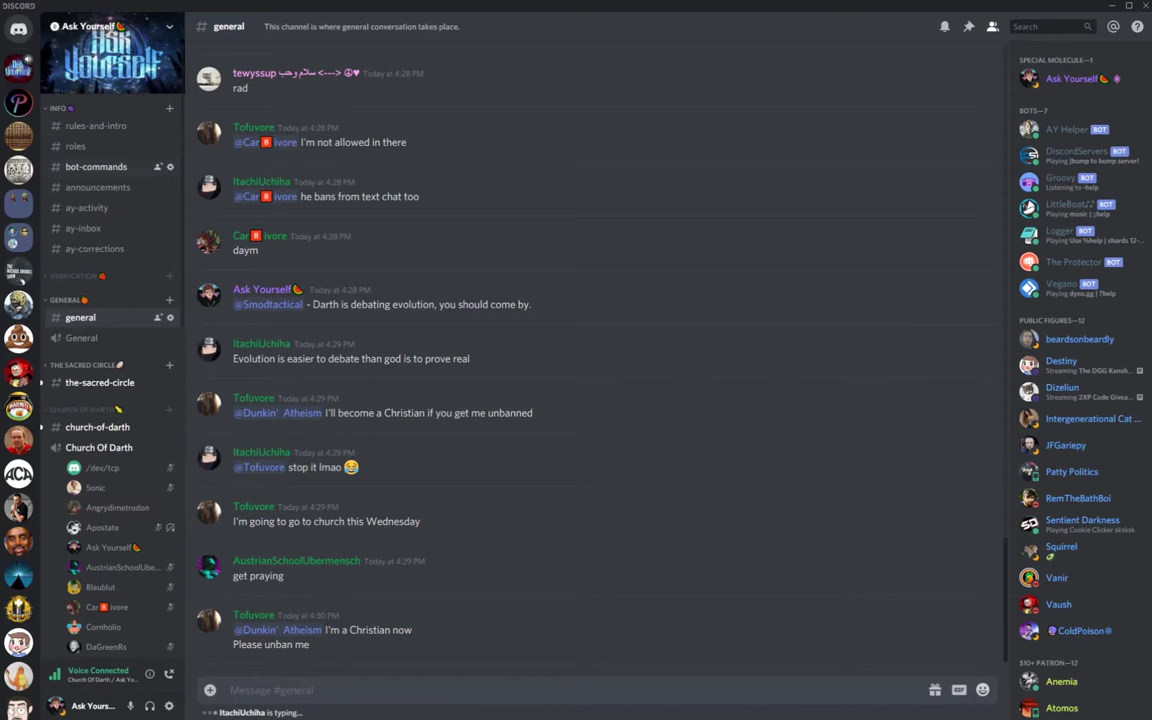 DISCORD
Ask Yourself
ASK
YOURSELF
INFO
rules-and-intro
roles
bot-commands
announcements
ay-activity
ay-inbox
ay-corrections
VERIFICATION
GENERAL
general
General
THE SACRED CIRCLE
the-sacred-circle
CHURCH OF DARTH
church-of-darth
Church Of Darth
/dev/tcp
Sonic
Angrydimetrodon
Apostate
Ask Yourself
AustrianSchoolUbe...
Blaublut
Car B ivore
Cornholio
DaGreenRs
Voice Connected
Church Of Darth / Ask Yo...
Ask Yours...
# general This channel is where general conversation takes place.
Search
tewyssup سلام وحب <---> ☮♥ Today at 4:28 PM
rad
Tofuvore Today at 4:28 PM
@Car B ivore I'm not allowed in there
ItachiUchiha Today at 4:28 PM
@Car B ivore he bans from text chat too
Car B ivore Today at 4:28 PM
daym
Ask Yourself Today at 4:28 PM
@Smodtactical - Darth is debating evolution, you should come by.
ItachiUchiha Today at 4:29 PM
Evolution is easier to debate than god is to prove real
Tofuvore Today at 4:29 PM
@Dunkin' Atheism I'll become a Christian if you get me unbanned
ItachiUchiha Today at 4:29 PM
@Tofuvore stop it lmao 😂
Tofuvore Today at 4:29 PM
I'm going to go to church this Wednesday
AustrianSchoolUbermensch Today at 4:29 PM
get praying
Tofuvore Today at 4:30 PM
@Dunkin' Atheism I'm a Christian now
Please unban me
Message #general
GIF
ItachiUchiha is typing...
SPECIAL MOLECULE—1
Ask Yourself
BOTS—7
AY Helper BOT
DiscordServers BOT
Playing |bump to bump server!
Groovy BOT
Listening to -help
LittleBoat♪♪ BOT
Playing music | ;;help
Logger BOT
Playing Use %help | shards 12-...
The Protector BOT
Vegano BOT
Playing dyno.gg | ?help
PUBLIC FIGURES—12
beardsonbeardly
Destiny
Streaming The DGG Kensh...
Dizeliun
Streaming 2XP Code Givea...
Intergenerational Cat ...
JFGariepy
Patty Politics
RemTheBathBoi
Sentient Darkness
Playing Cookie Clicker sksksk
Squirrel
Vanir
Vaush
ColdPoison
$10+ PATRON—12
Anemia
Atomos
ACA